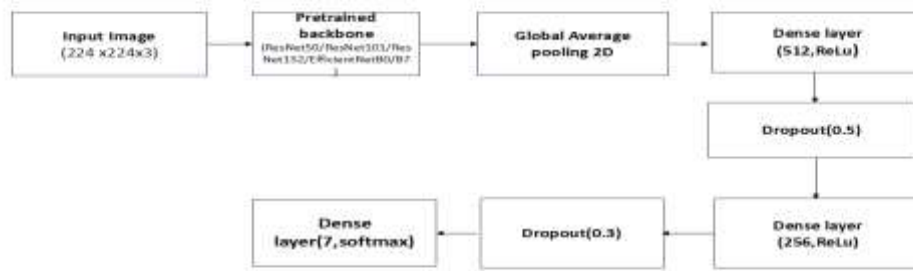 Input Image
(224 x224x3)
Pretrained
backbone
(ResNet50/ResNet101/Res
Net152/EfficientNetB0/B7
)
Global Average
pooling 2D
Dense layer
(512,ReLu)
Dropout(0.5)
Dense layer
(256,ReLu)
Dropout(0.3)
Dense
layer(7,softmax)